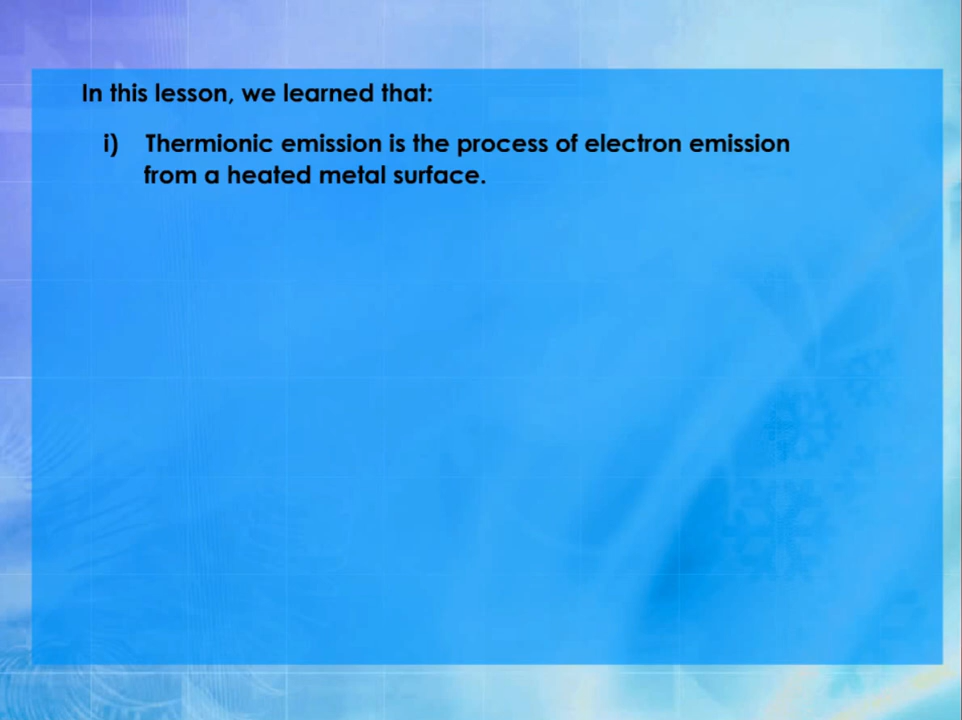 In this lesson, we learned that:
i) Thermionic emission is the process of electron emission
from a heated metal surface.